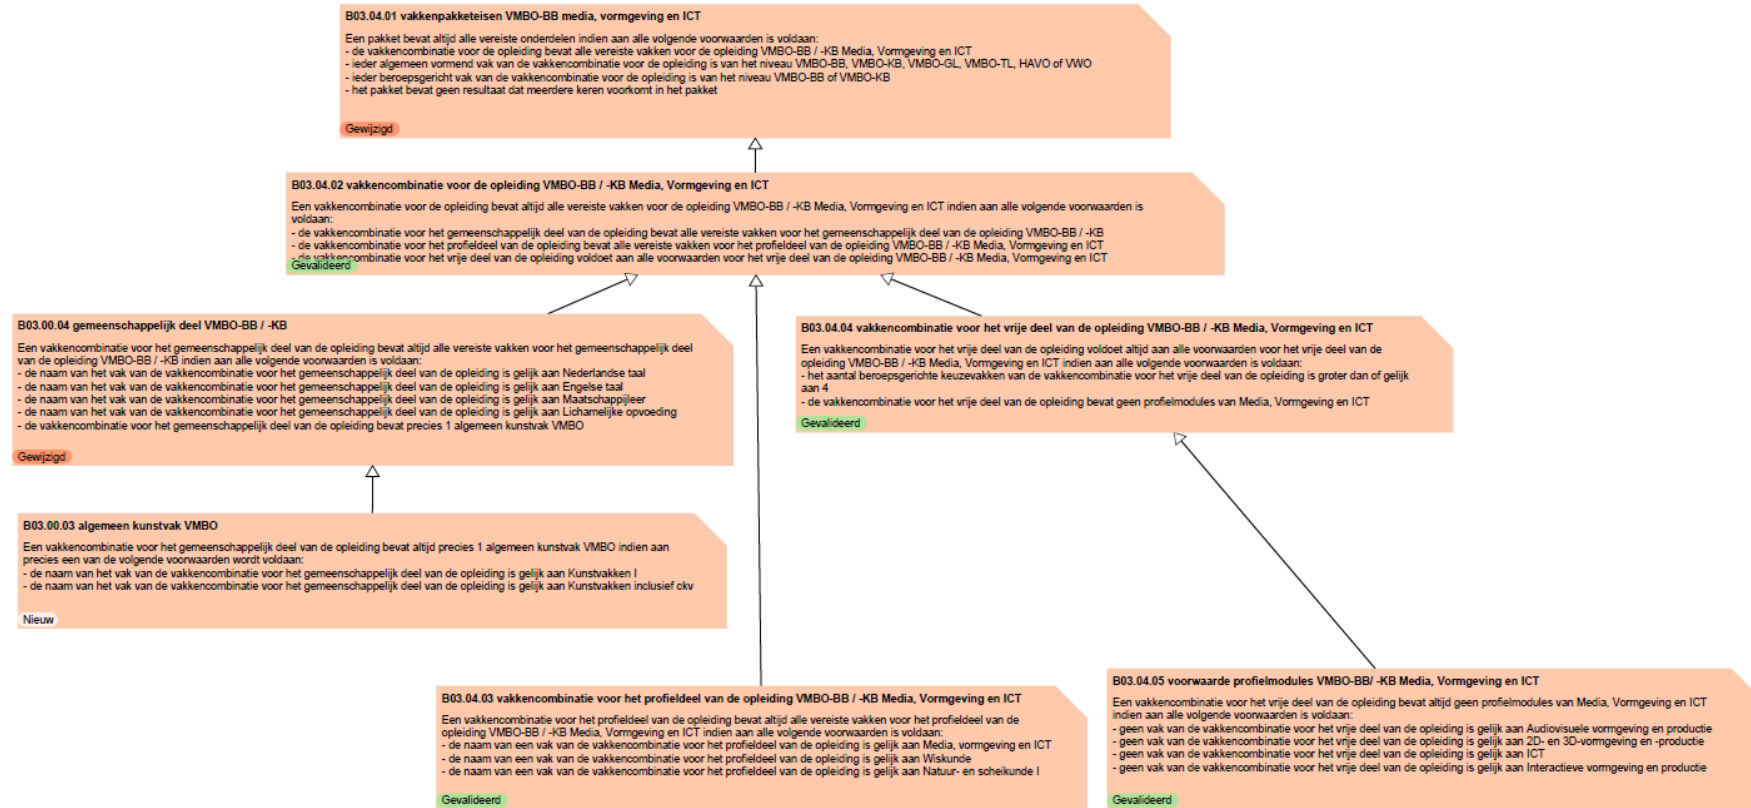 B03.04.01 vakkenpakketeisen VMBO-BB media, vormgeving en ICT
Een pakket bevat altijd alle vereiste onderdelen indien aan alle volgende voorwaarden is voldaan:
- de vakkencombinatie voor de opleiding bevat alle vereiste vakken voor de opleiding VMBO-BB / -KB Media, Vormgeving en ICT
- ieder algemeen vormend vak van de vakkencombinatie voor de opleiding is van het niveau VMBO-BB, VMBO-KB, VMBO-GL, VMBO-TL, HAVO of VWO
- ieder beroepsgericht vak van de vakkencombinatie voor de opleiding is van het niveau VMBO-BB of VMBO-KB
- het pakket bevat geen resultaat dat meerdere keren voorkomt in het pakket
Gewijzigd
B03.04.02 vakkencombinatie voor de opleiding VMBO-BB / -KB Media, Vormgeving en ICT
Een vakkencombinatie voor de opleiding bevat altijd alle vereiste vakken voor de opleiding VMBO-BB / -KB Media, Vormgeving en ICT indien aan alle volgende voorwaarden is
voldaan:
- de vakkencombinatie voor het gemeenschappelijk deel van de opleiding bevat alle vereiste vakken voor het gemeenschappelijk deel van de opleiding VMBO-BB / -KB
- de vakkencombinatie voor het profieldeel van de opleiding bevat alle vereiste vakken voor het profieldeel van de opleiding VMBO-BB / -KB Media, Vormgeving en ICT
- de vakkencombinatie voor het vrije deel van de opleiding voldoet aan alle voorwaarden voor het vrije deel van de opleiding VMBO-BB / -KB Media, Vormgeving en ICT
Gevalideerd
B03.00.04 gemeenschappelijk deel VMBO-BB / -KB
Een vakkencombinatie voor het gemeenschappelijk deel van de opleiding bevat altijd alle vereiste vakken voor het gemeenschappelijk deel
van de opleiding VMBO-BB / -KB indien aan alle volgende voorwaarden is voldaan:
- de naam van het vak van de vakkencombinatie voor het gemeenschappelijk deel van de opleiding is gelijk aan Nederlandse taal
- de naam van het vak van de vakkencombinatie voor het gemeenschappelijk deel van de opleiding is gelijk aan Engelse taal
- de naam van het vak van de vakkencombinatie voor het gemeenschappelijk deel van de opleiding is gelijk aan Maatschappijleer
- de naam van het vak van de vakkencombinatie voor het gemeenschappelijk deel van de opleiding is gelijk aan Lichamelijke opvoeding
- de vakkencombinatie voor het gemeenschappelijk deel van de opleiding bevat precies 1 algemeen kunstvak VMBO
Gewijzigd
B03.04.04 vakkencombinatie voor het vrije deel van de opleiding VMBO-BB / -KB Media, Vormgeving en ICT
Een vakkencombinatie voor het vrije deel van de opleiding voldoet altijd aan alle voorwaarden voor het vrije deel van de
opleiding VMBO-BB / -KB Media, Vormgeving en ICT indien aan alle volgende voorwaarden is voldaan:
- het aantal beroepsgerichte keuzevakken van de vakkencombinatie voor het vrije deel van de opleiding is groter dan of gelijk
aan 4
- de vakkencombinatie voor het vrije deel van de opleiding bevat geen profielmodules van Media, Vormgeving en ICT
Gevalideerd
B03.00.03 algemeen kunstvak VMBO
Een vakkencombinatie voor het gemeenschappelijk deel van de opleiding bevat altijd precies 1 algemeen kunstvak VMBO indien aan
precies een van de volgende voorwaarden wordt voldaan:
- de naam van het vak van de vakkencombinatie voor het gemeenschappelijk deel van de opleiding is gelijk aan Kunstvakken I
- de naam van het vak van de vakkencombinatie voor het gemeenschappelijk deel van de opleiding is gelijk aan Kunstvakken inclusief ckv
Nieuw
B03.04.03 vakkencombinatie voor het profieldeel van de opleiding VMBO-BB / -KB Media, Vormgeving en ICT
Een vakkencombinatie voor het profieldeel van de opleiding bevat altijd alle vereiste vakken voor het profieldeel van de
opleiding VMBO-BB / -KB Media, Vormgeving en ICT indien aan alle volgende voorwaarden is voldaan:
- de naam van een vak van de vakkencombinatie voor het profieldeel van de opleiding is gelijk aan Media, vormgeving en ICT
- de naam van een vak van de vakkencombinatie voor het profieldeel van de opleiding is gelijk aan Wiskunde
- de naam van een vak van de vakkencombinatie voor het profieldeel van de opleiding is gelijk aan Natuur- en scheikunde I
Gevalideerd
B03.04.05 voorwaarde profielmodules VMBO-BB/ -KB Media, Vormgeving en ICT
Een vakkencombinatie voor het vrije deel van de opleiding bevat altijd geen profielmodules van Media, Vormgeving en ICT
indien aan alle volgende voorwaarden is voldaan:
- geen vak van de vakkencombinatie voor het vrije deel van de opleiding is gelijk aan Audiovisuele vormgeving en productie
- geen vak van de vakkencombinatie voor het vrije deel van de opleiding is gelijk aan 2D- en 3D-vormgeving en -productie
- geen vak van de vakkencombinatie voor het vrije deel van de opleiding is gelijk aan ICT
- geen vak van de vakkencombinatie voor het vrije deel van de opleiding is gelijk aan Interactieve vormgeving en productie
Gevalideerd